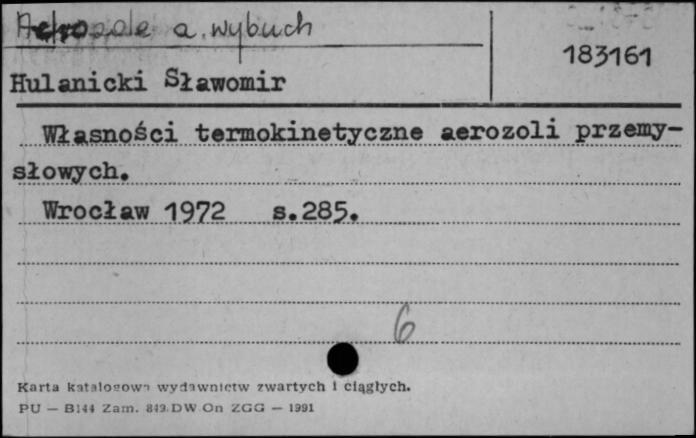 Aerozole a. wybuch
183161
Hulanicki Sławomir
Własności termokinetyczne aerozoli przemy-
słowych.
Wrocław 1972 s.285.
6
Karta katalogowa wydawnictw zwartych i ciągłych.
PU — B144 Zam. 849 DW On ZGG — 1991